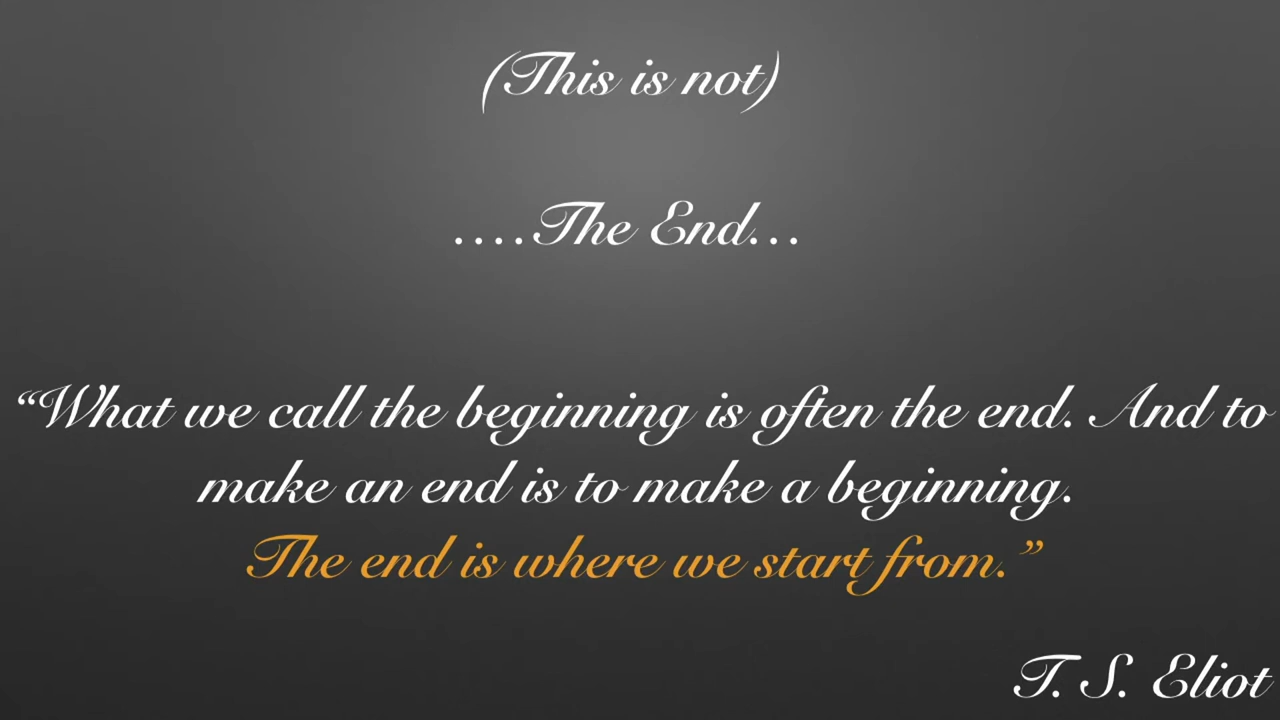 (This is not)
....The End...
“What we call the beginning is often the end. And to
make an end is to make a beginning.
The end is where we start from.”
T. S. Eliot